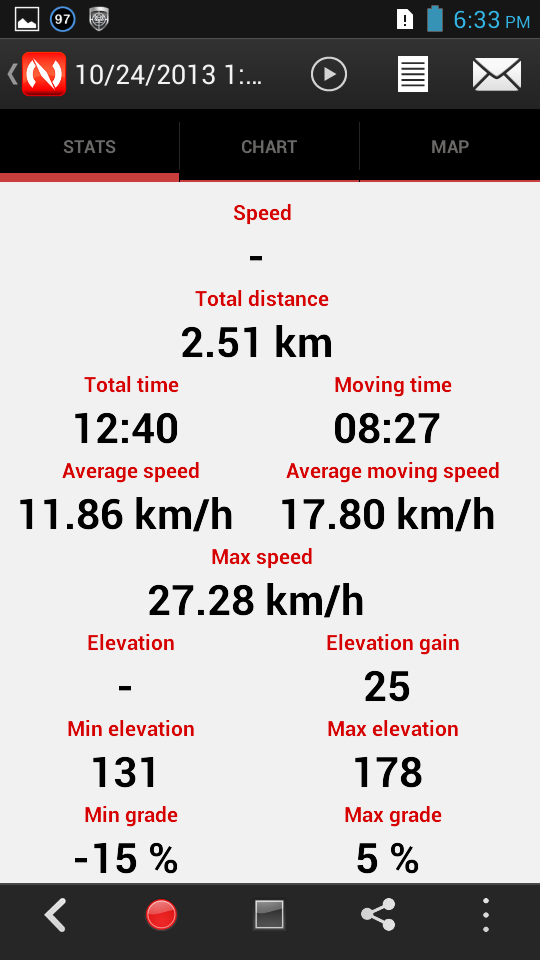 97 6:33 PM
10/24/2013 1:...
STATS CHART MAP
Speed
-
Total distance
2.51 km
Total time Moving time
12:40 08:27
Average speed Average moving speed
11.86 km/h 17.80 km/h
Max speed
27.28 km/h
Elevation Elevation gain
- 25
Min elevation Max elevation
131 178
Min grade Max grade
-15 % 5 %